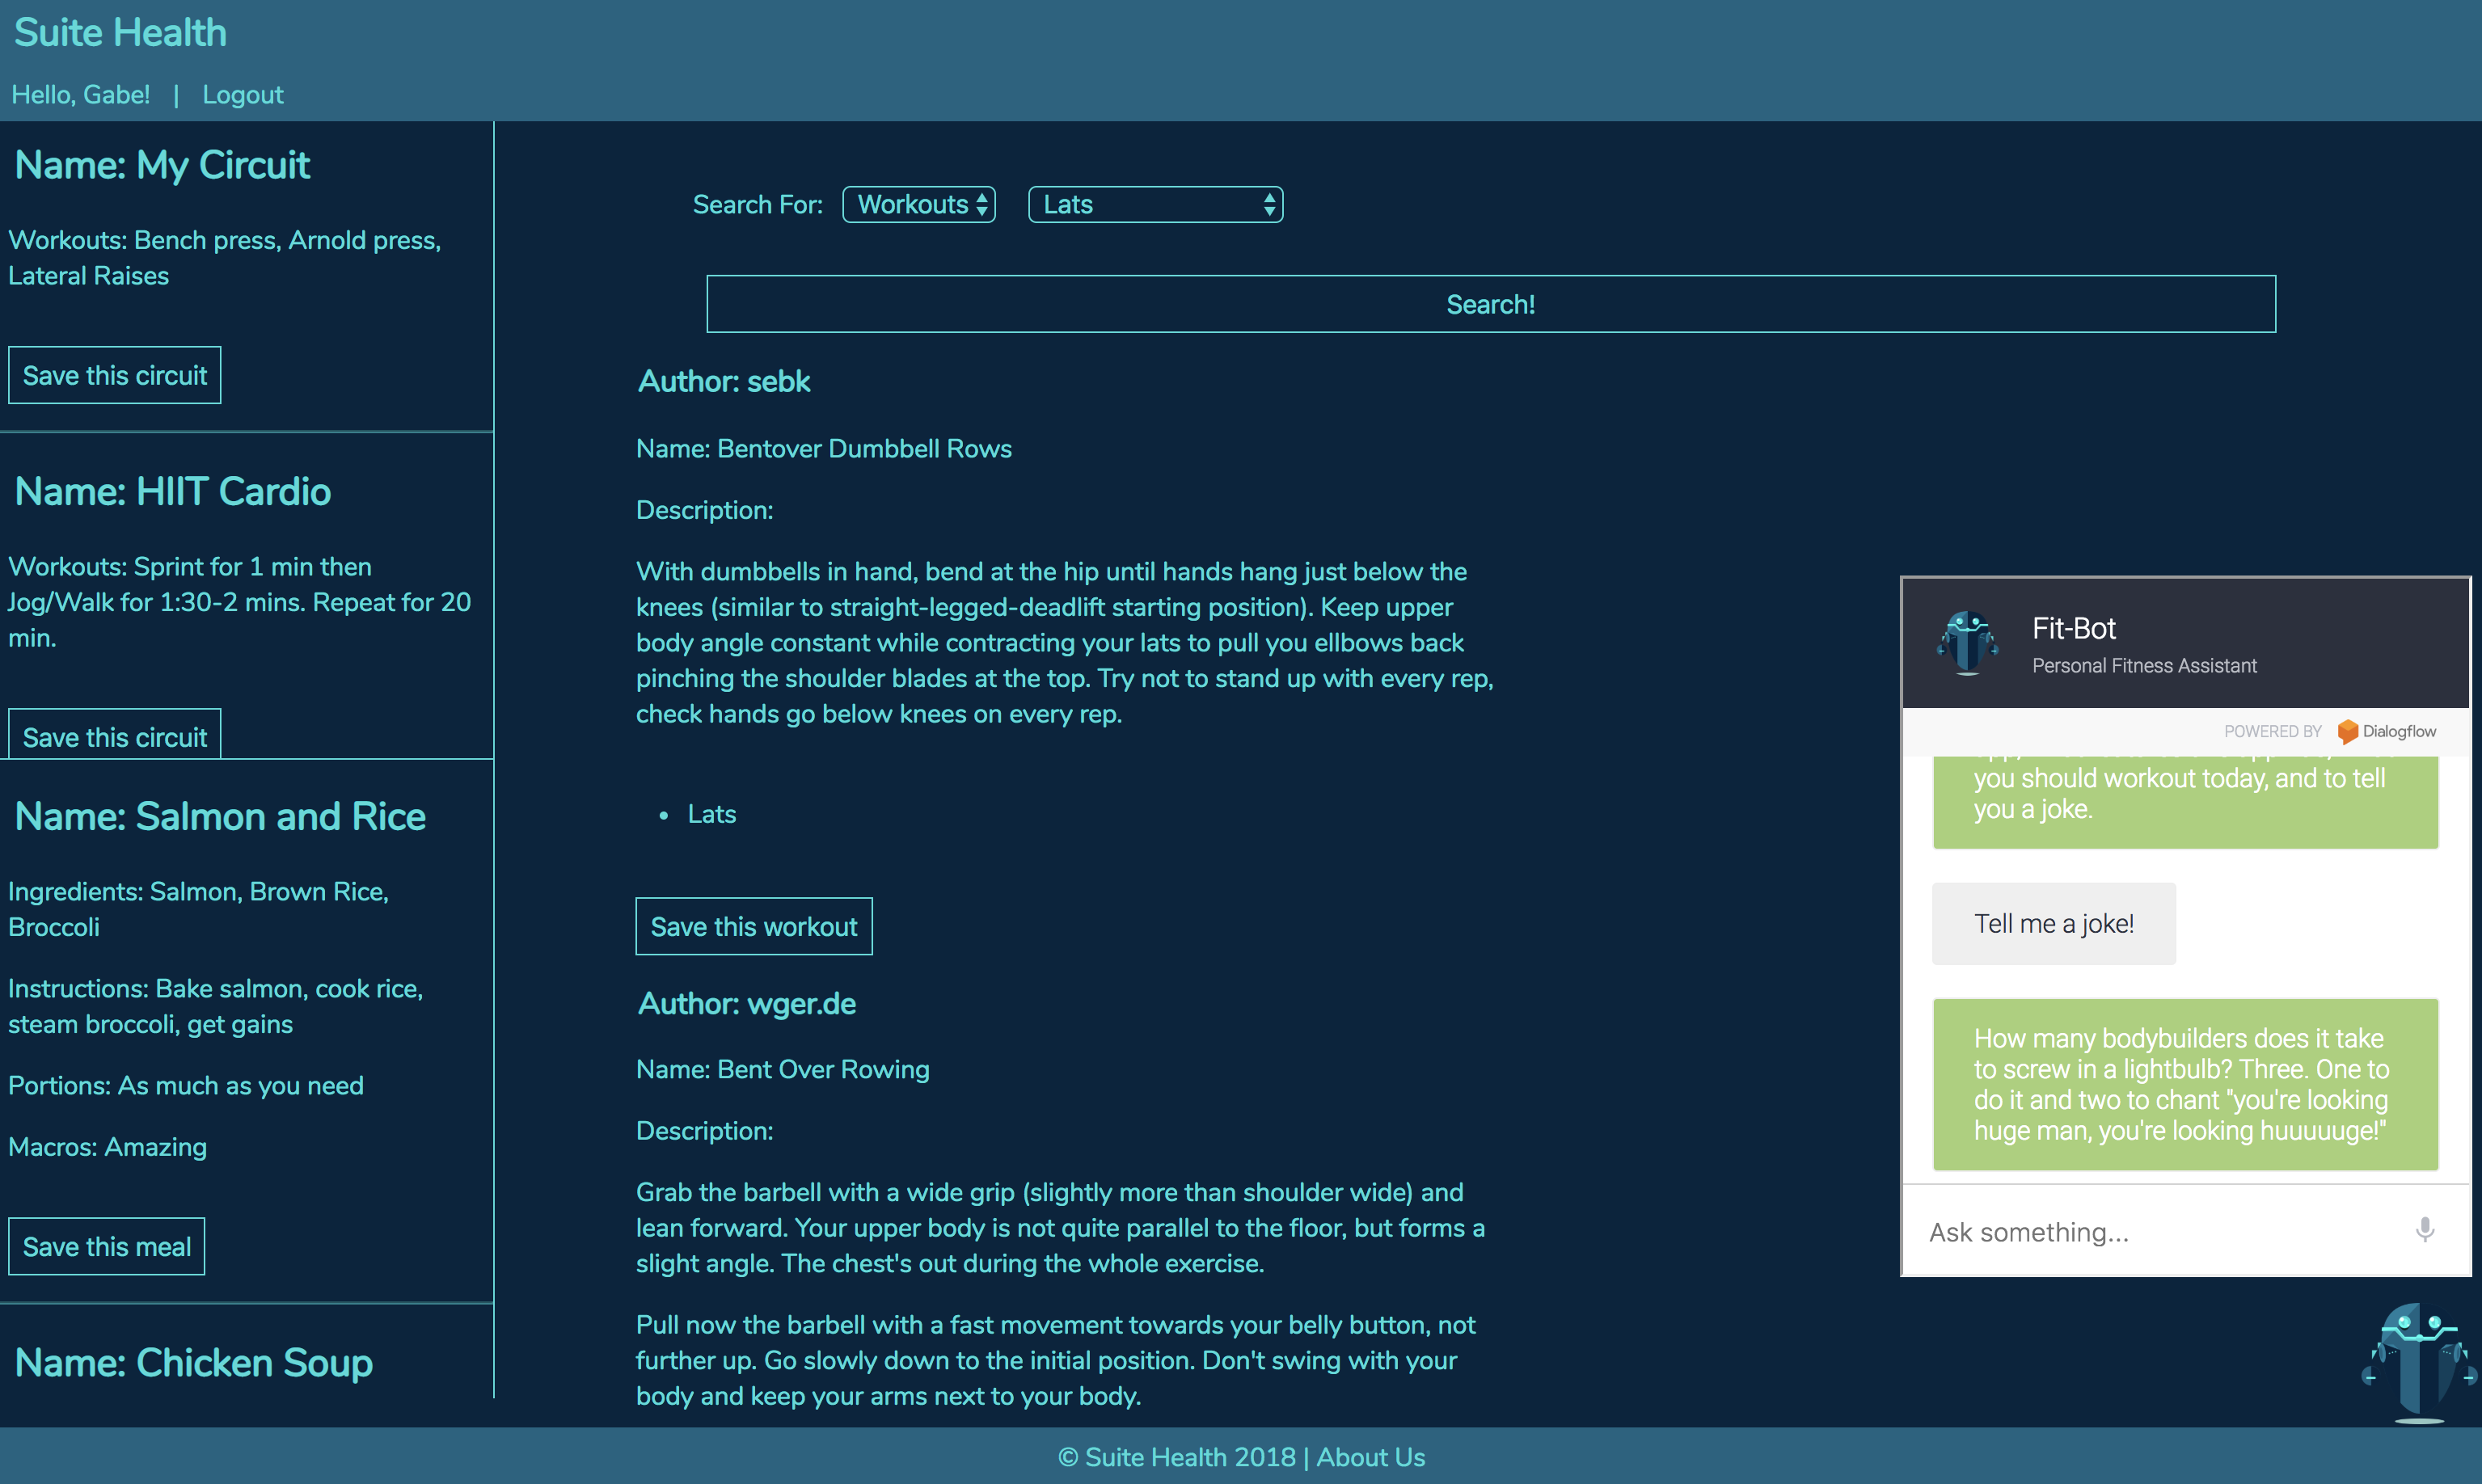 Suite Health
Hello, Gabe! | Logout
Name: My Circuit
Workouts: Bench press, Arnold press,
Lateral Raises
Save this circuit
Name: HIIT Cardio
Workouts: Sprint for 1 min then
Jog/Walk for 1:30-2 mins. Repeat for 20
min.
Save this circuit
Name: Salmon and Rice
Ingredients: Salmon, Brown Rice,
Broccoli
Instructions: Bake salmon, cook rice,
steam broccoli, get gains
Portions: As much as you need
Macros: Amazing
Save this meal
Name: Chicken Soup
Search For: Workouts Lats
Search!
Author: sebk
Name: Bentover Dumbbell Rows
Description:
With dumbbells in hand, bend at the hip until hands hang just below the
knees (similar to straight-legged-deadlift starting position). Keep upper
body angle constant while contracting your lats to pull you ellbows back
pinching the shoulder blades at the top. Try not to stand up with every rep,
check hands go below knees on every rep.
• Lats
Save this workout
Author: wger.de
Name: Bent Over Rowing
Description:
Grab the barbell with a wide grip (slightly more than shoulder wide) and
lean forward. Your upper body is not quite parallel to the floor, but forms a
slight angle. The chest's out during the whole exercise.
Pull now the barbell with a fast movement towards your belly button, not
further up. Go slowly down to the initial position. Don't swing with your
body and keep your arms next to your body.
Fit-Bot
Personal Fitness Assistant
POWERED BY Dialogflow
you should workout today, and to tell
you a joke.
Tell me a joke!
How many bodybuilders does it take
to screw in a lightbulb? Three. One to
do it and two to chant "you're looking
huge man, you're looking huuuuuge!"
Ask something...
© Suite Health 2018 | About Us